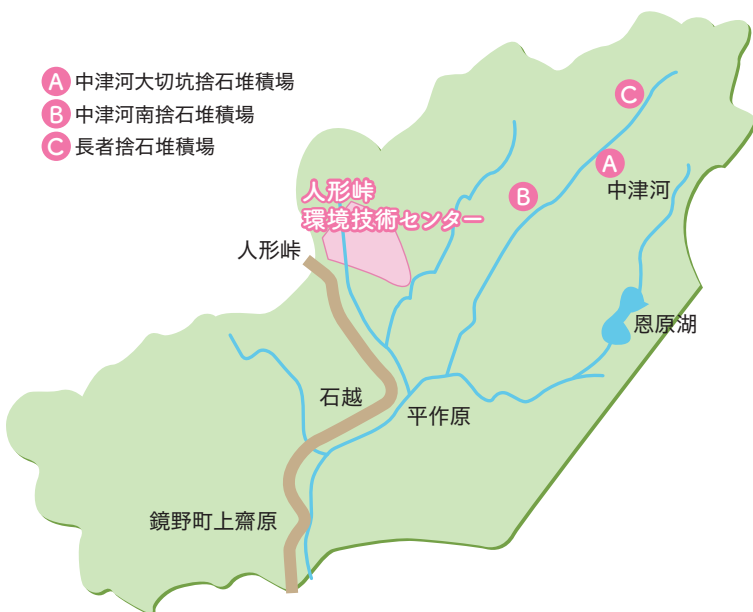 A 中津河大切坑捨石堆積場
B 中津河南捨石堆積場
C 長者捨石堆積場
C
A
中津河
人形峠
環境技術センター
B
人形峠
恩原湖
石越
平作原
鏡野町上齋原